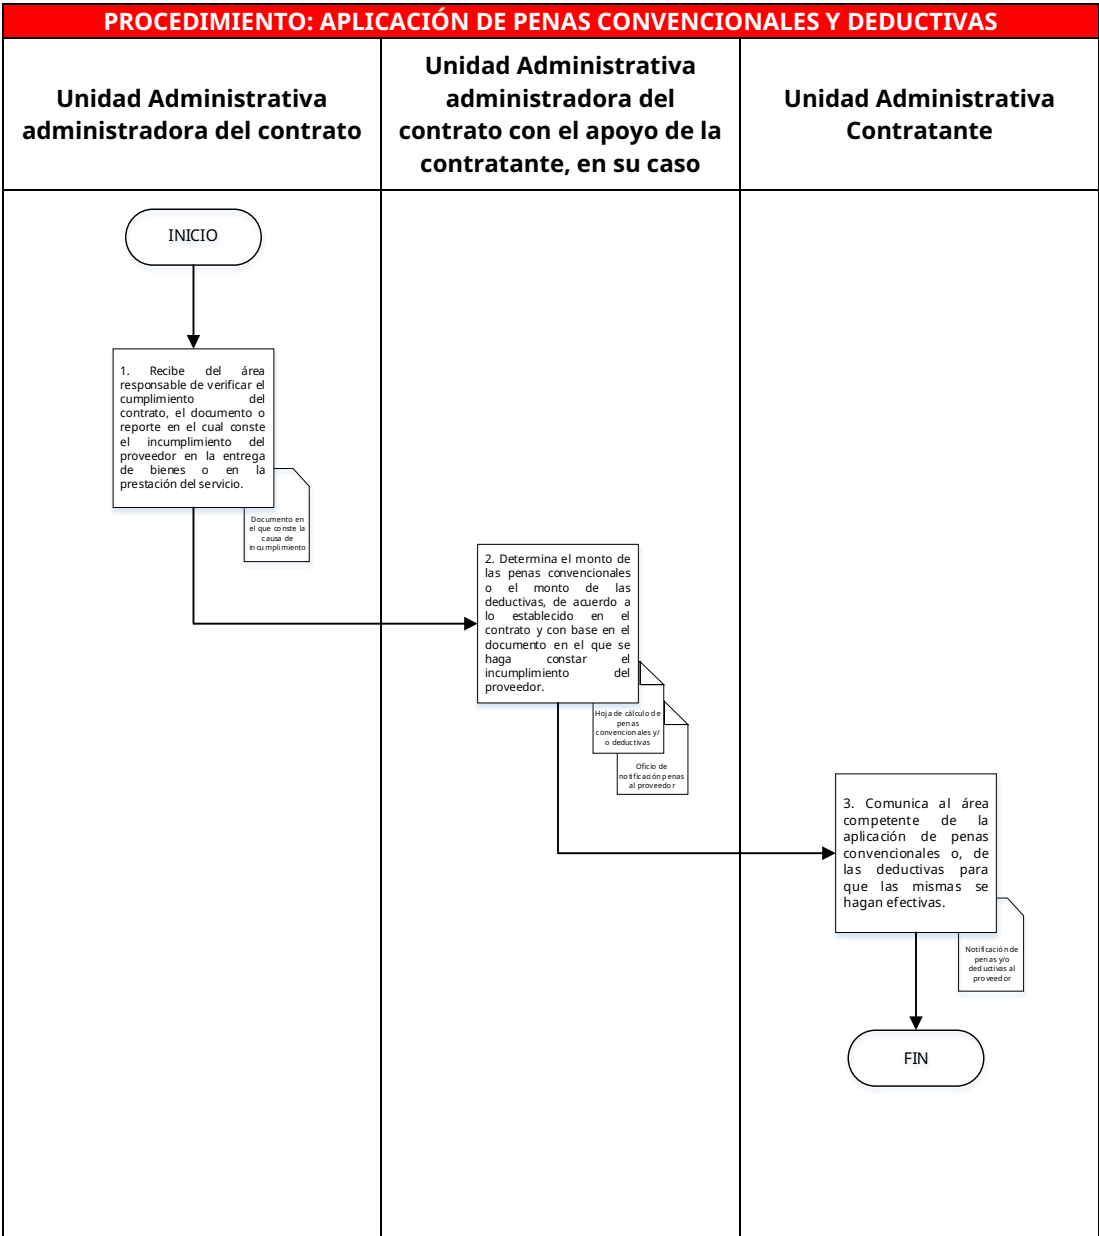 PROCEDIMIENTO: APLICACIÓN DE PENAS CONVENCIONALES Y DEDUCTIVAS
Unidad Administrativa
administradora del contrato
Unidad Administrativa
administradora del
contrato con el apoyo de la
contratante, en su caso
Unidad Administrativa
Contratante
INICIO
1. Recibe del área
responsable de verificar el
cumplimiento del
contrato, el documento o
reporte en el cual conste
el incumplimiento del
proveedor en la entrega
de bienes o en la
prestación del servicio.
Documento en
el que conste la
causa de
incumplimiento
2. Determina el monto de
las penas convencionales
o el monto de las
deductivas, de acuerdo a
lo establecido en el
contrato y con base en el
documento en el que se
haga constar el
incumplimiento del
proveedor.
Hoja de cálculo de
penas
convencionales y/
o deductivas
Oficio de
notificación penas
al proveedor
3. Comunica al área
competente de la
aplicación de penas
convencionales o, de
las deductivas para
que las mismas se
hagan efectivas.
Notificación de
penas y/o
deductivas al
proveedor
FIN